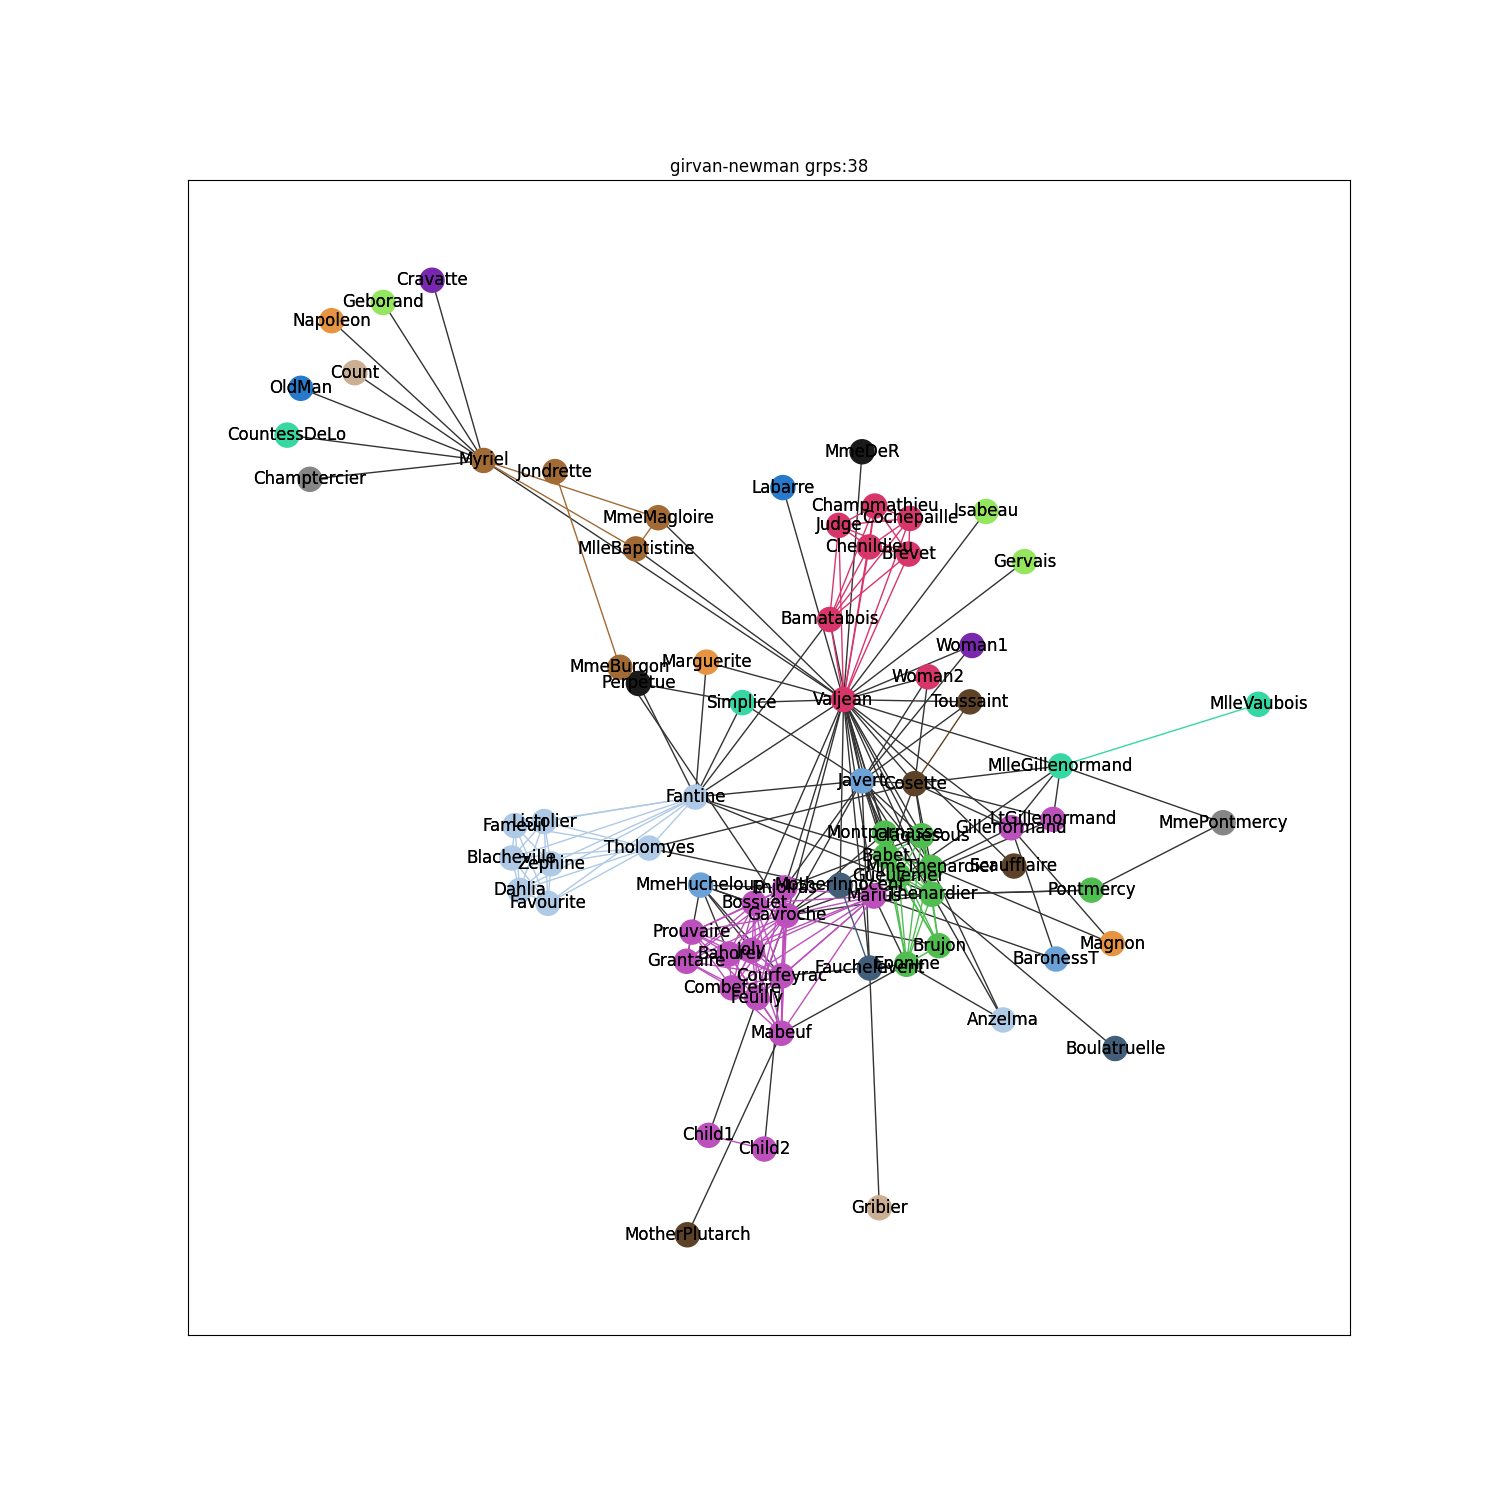 girvan-newman grps:38
Cravatte
Geborand
Napoleon
Count
OldMan
CountessDeLo
Myriel
Champtercier
Jondrette
MmeDeR
Labarre
Champmathieu
Isabeau
MmeMagloire
Cochepaille
Judge
MlleBaptistine
Chenildieu
Brevet
Gervais
Bamatabois
Woman1
MmeBurgon
Marguerite
Perpetue
Woman2
Simplice
Valjean
Toussaint
MlleVaubois
MlleGillenormand
Javert
Cosette
Fantine
LtGillenormand
Listolier
Fameuil
Gillenormand
MmePontmercy
Montparnasse
Claquesous
Tholomyes
Babet
Blacheville
Zephine
MmeThenardier
Scaufflaire
Gueulemer
MmeHucheloup
MotherInnocent
Enjolras
Dahlia
Favourite
Bossuet
Marius
Thenardier
Pontmercy
Gavroche
Prouvaire
Brujon
Magnon
Joly
Bahorel
Grantaire
BaronessT
Eponine
Fauchelevent
Courfeyrac
Combeferre
Feuilly
Anzelma
Mabeuf
Boulatruelle
Child1
Child2
Gribier
MotherPlutarch